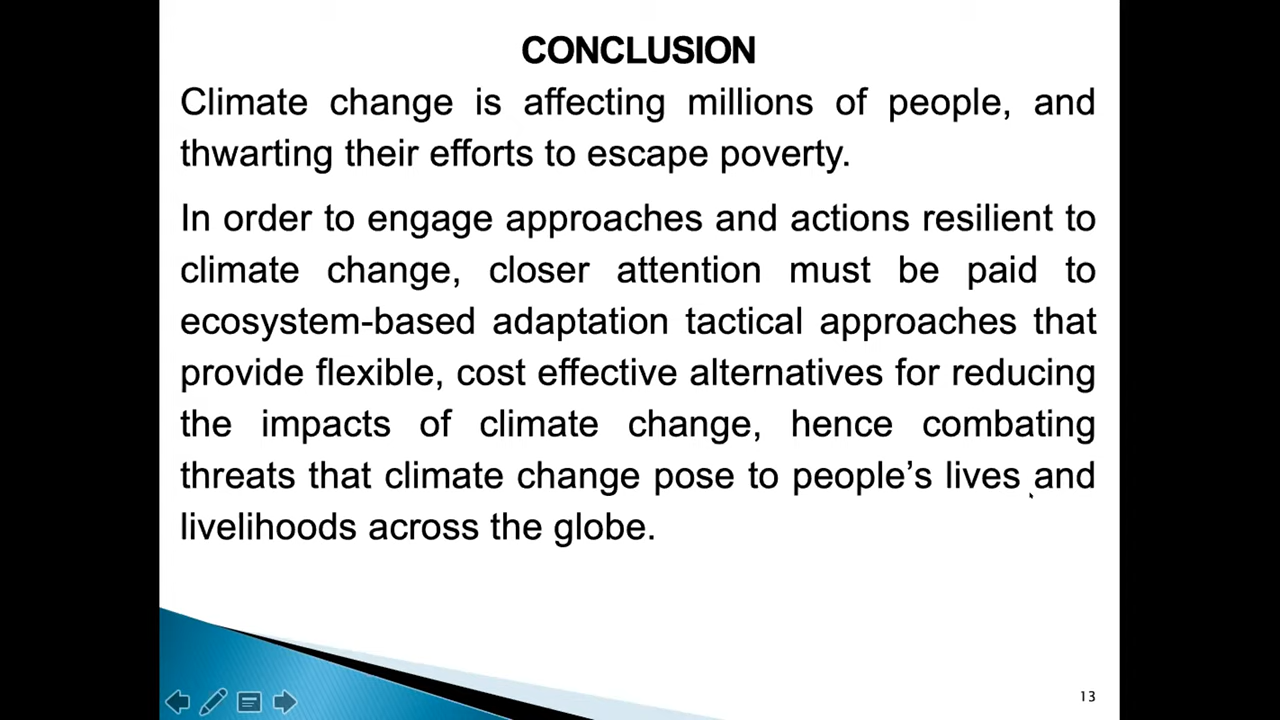 CONCLUSION
Climate change is affecting millions of people, and
thwarting their efforts to escape poverty.
In order to engage approaches and actions resilient to
climate change, closer attention must be paid to
ecosystem-based adaptation tactical approaches that
provide flexible, cost effective alternatives for reducing
the impacts of climate change, hence combating
threats that climate change pose to people’s lives and
livelihoods across the globe.
13